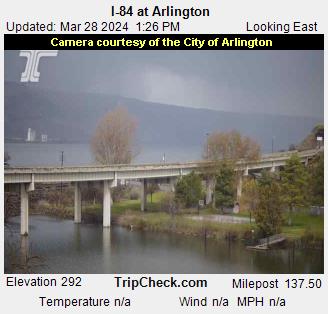 I-84 at Arlington
Updated: Mar 28 2024 1:26 PM Looking East
Camera courtesy of the City of Arlington
Elevation 292 TripCheck.com Milepost 137.50
Temperature n/a Wind n/a MPH n/a